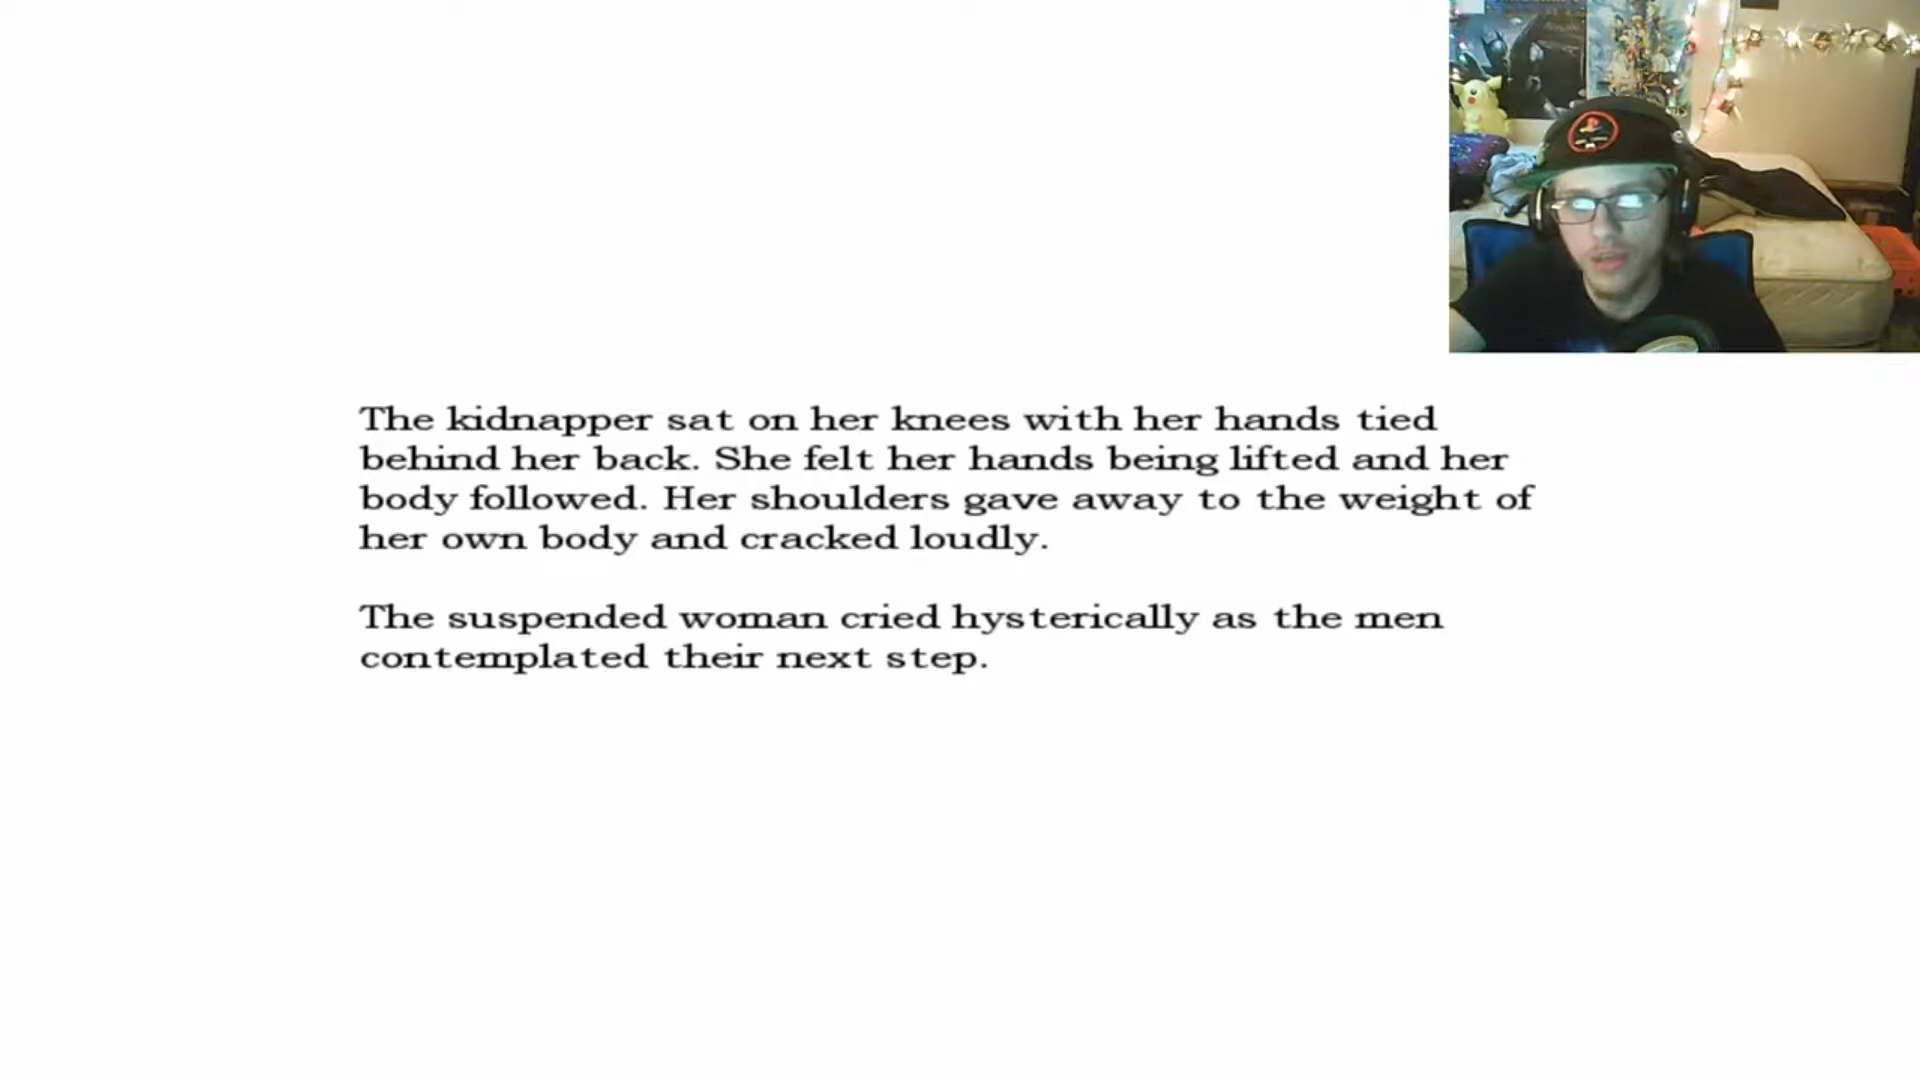 The kidnapper sat on her knees with her hands tied
behind her back. She felt her hands being lifted and her
body followed. Her shoulders gave away to the weight of
her own body and cracked loudly.
The suspended woman cried hysterically as the men
contemplated their next step.